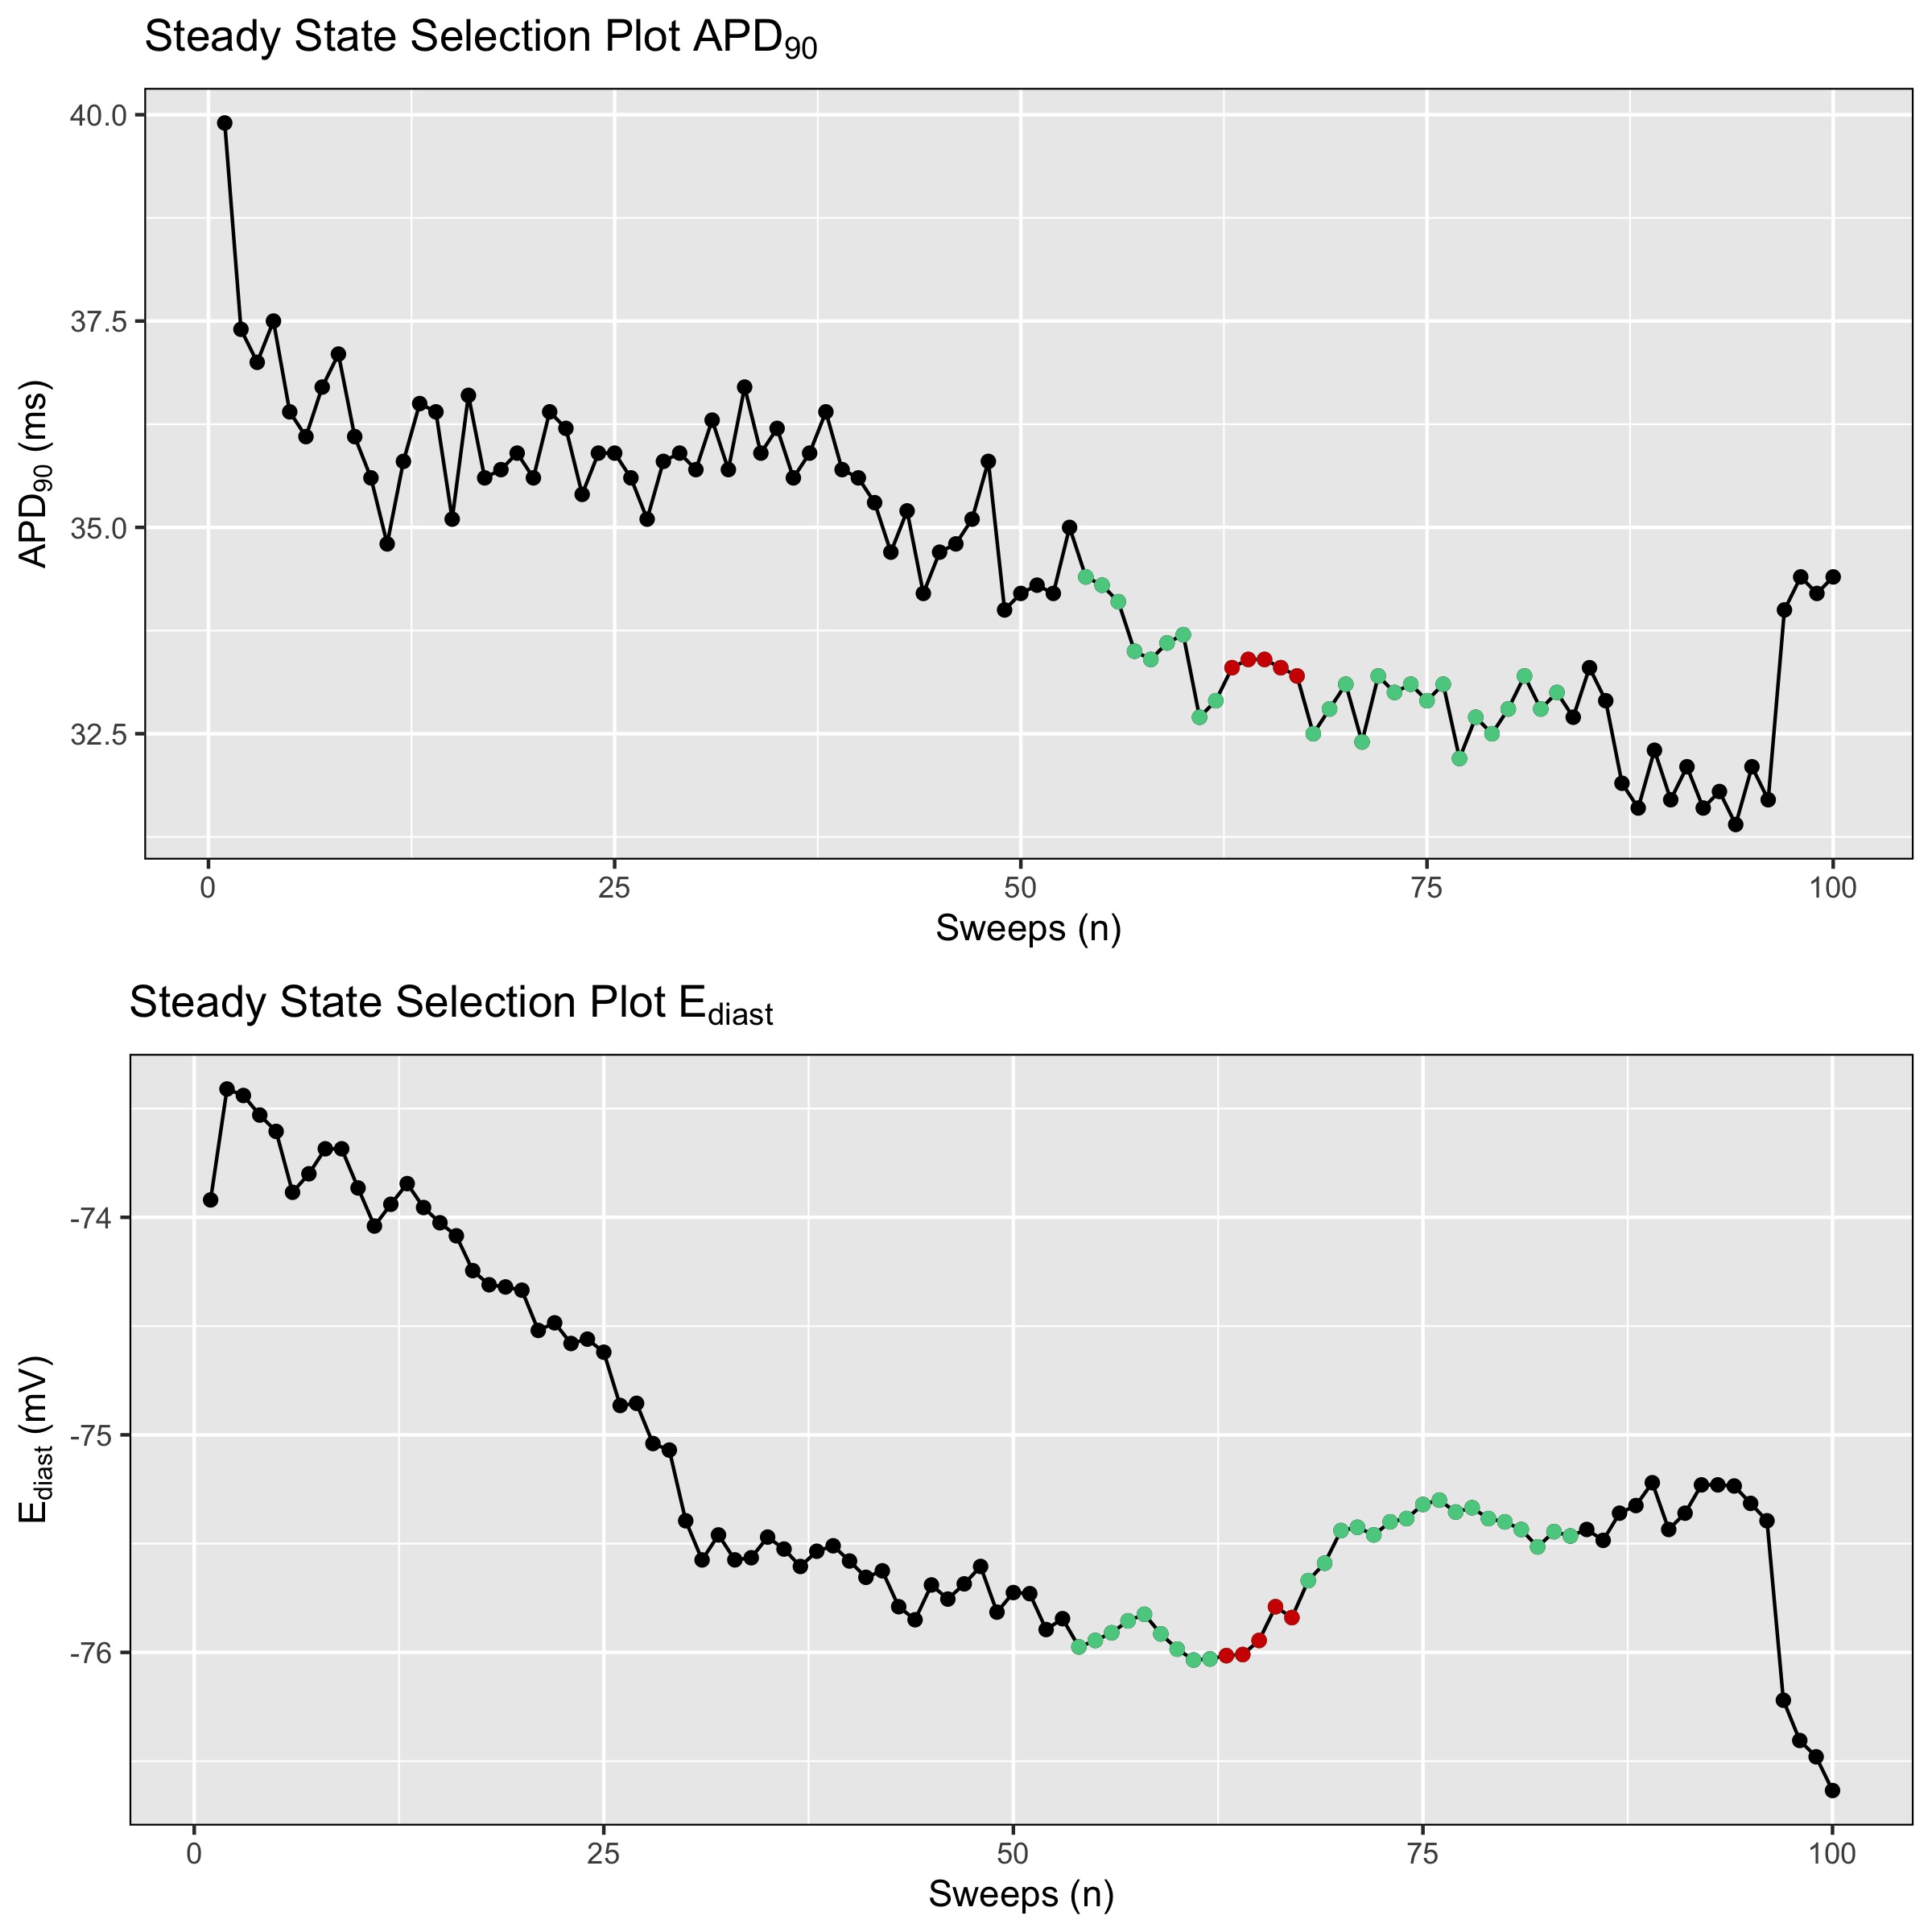 Steady State Selection Plot APD90
40.0
37.5
35.0
32.5
APD90 (ms)
0 25 50 75 100
Sweeps (n)
Steady State Selection Plot Ediast
-74
-75
-76
Ediast (mV)
0 25 50 75 100
Sweeps (n)